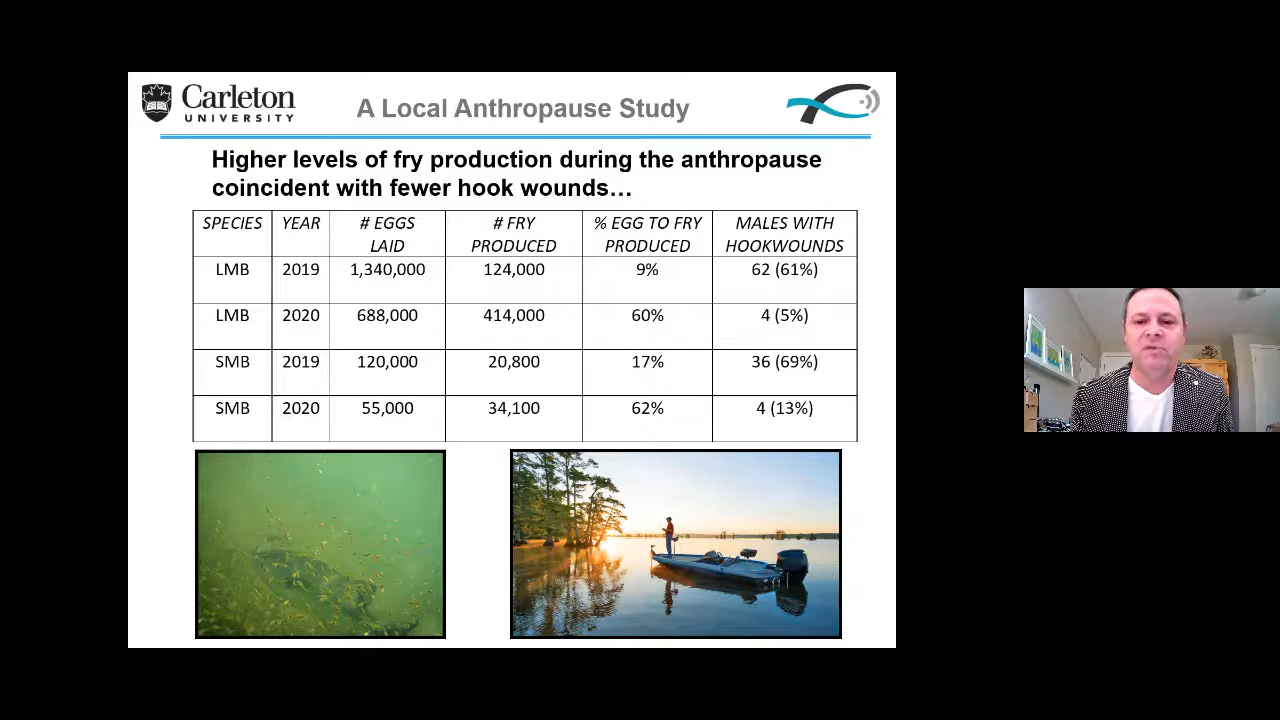 Carleton
UNIVERSITY
A Local Anthropause Study
Higher levels of fry production during the anthropause
coincident with fewer hook wounds…
SPECIES YEAR # EGGS LAID # FRY PRODUCED % EGG TO FRY PRODUCED MALES WITH HOOKWOUNDS
LMB 2019 1,340,000 124,000 9% 62 (61%)
LMB 2020 688,000 414,000 60% 4 (5%)
SMB 2019 120,000 20,800 17% 36 (69%)
SMB 2020 55,000 34,100 62% 4 (13%)